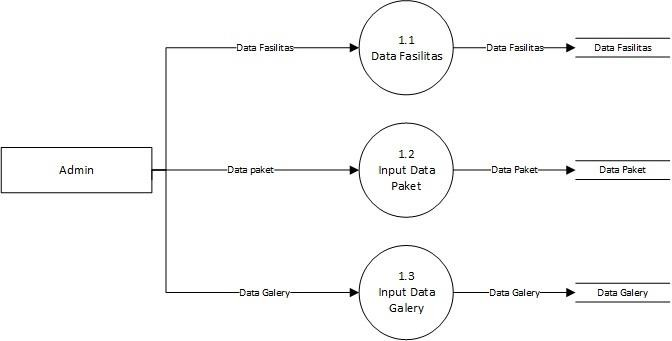 1.1
Data Fasilitas
Data Fasilitas
Data Fasilitas
Data Fasilitas
Admin
Data paket
1.2
Input Data
Paket
Data Paket
Data Paket
Data Galery
1.3
Input Data
Galery
Data Galery
Data Galery